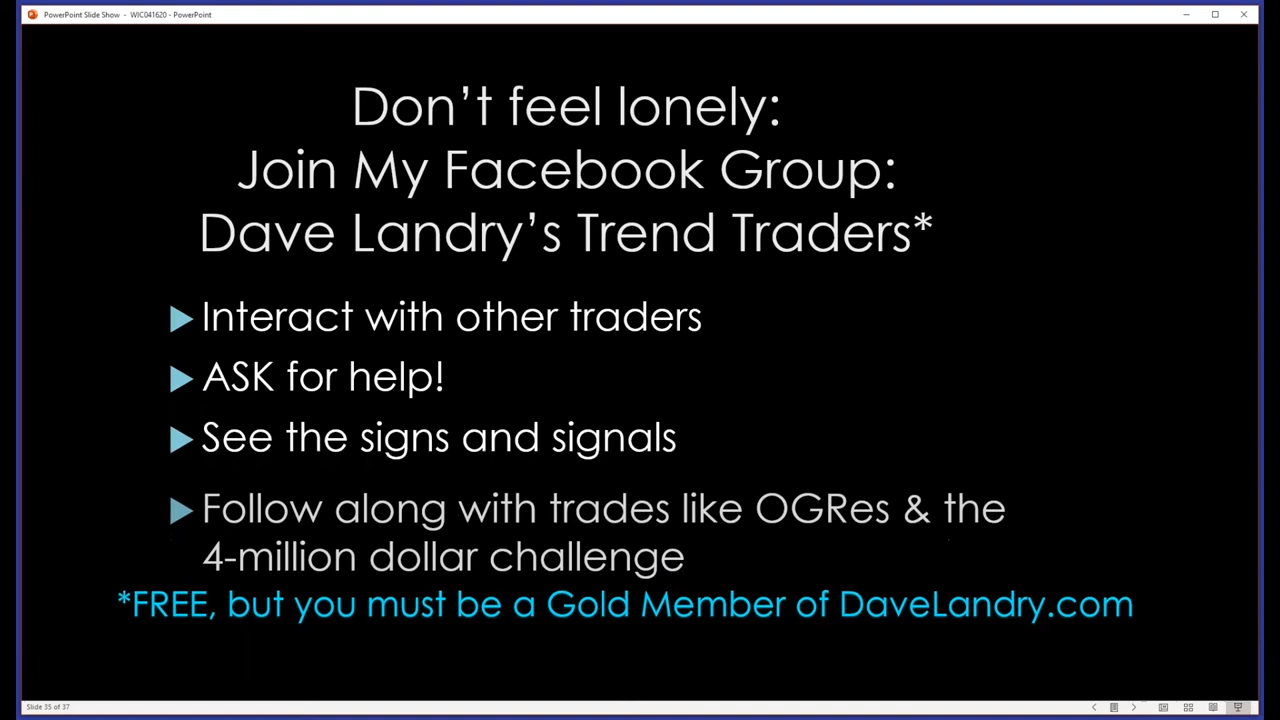 PowerPoint Slide Show - WIC041620 - PowerPoint
Don't feel lonely:
Join My Facebook Group:
Dave Landry's Trend Traders*
Interact with other traders
ASK for help!
See the signs and signals
Follow along with trades like OGRes & the
4-million dollar challenge
*FREE, but you must be a Gold Member of DaveLandry.com
Slide 35 of 37